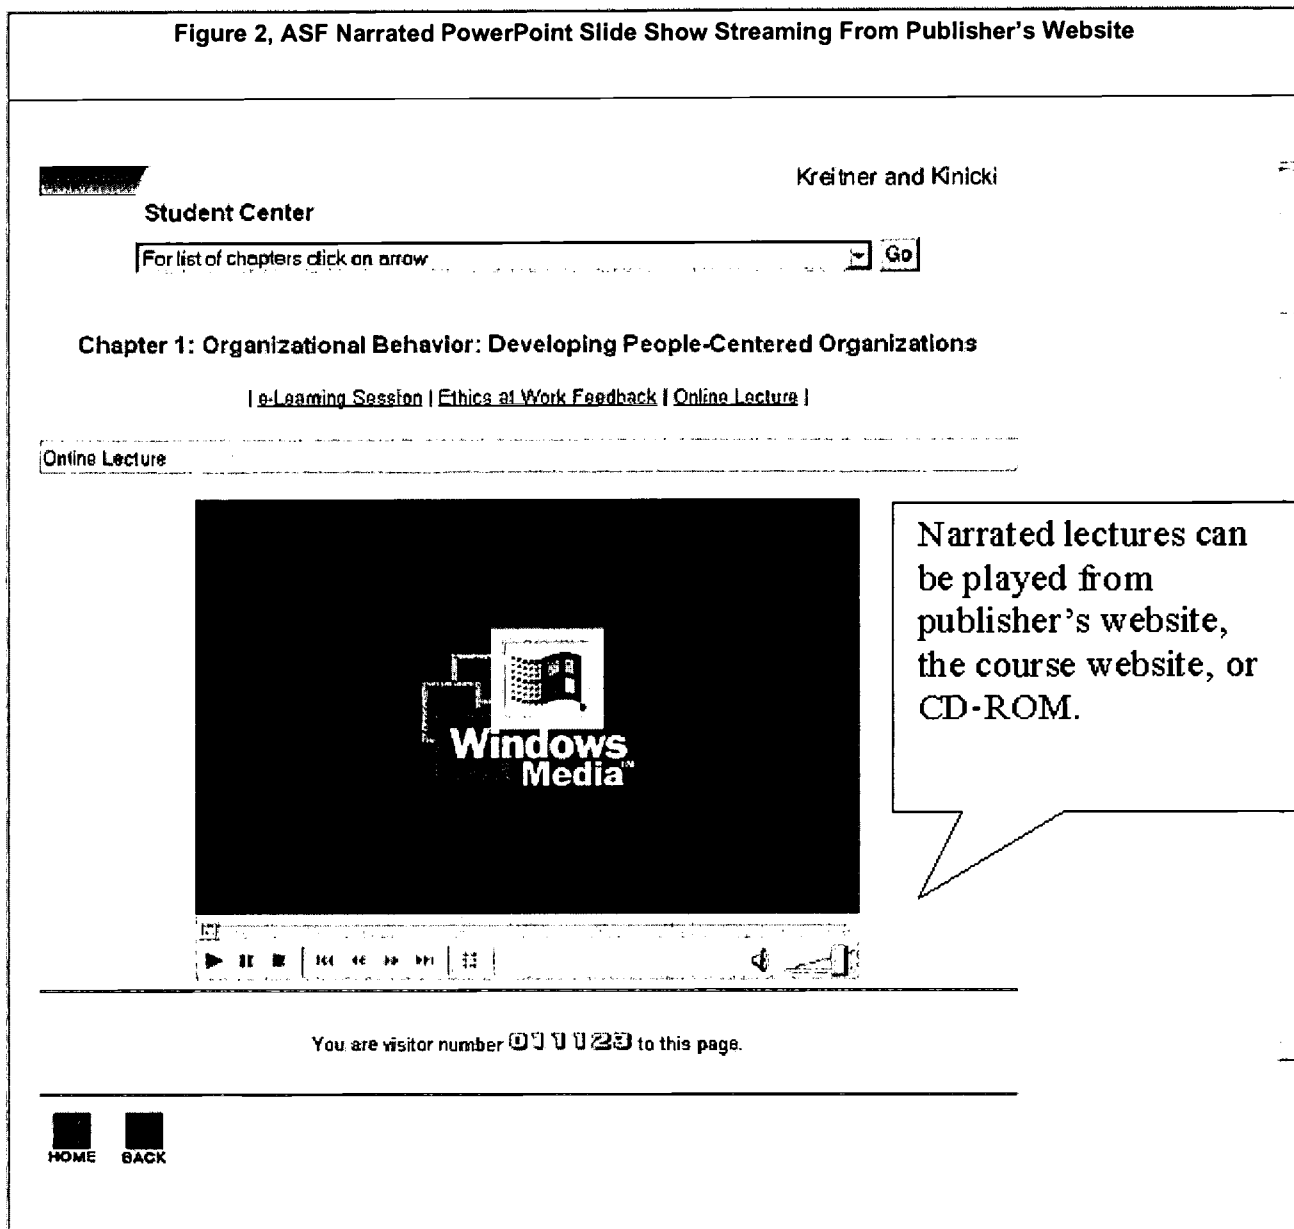 Figure 2, ASF Narrated PowerPoint Slide Show Streaming From Publisher's Website
Kreitner and Kinicki
Student Center
For list of chapters click on arrow
Go
Chapter 1: Organizational Behavior: Developing People-Centered Organizations
| e-Learning Session | Ethics at Work Feedback | Online Lecture |
Online Lecture
Narrated lectures can
be played from
publisher's website,
the course website, or
CD-ROM.
Windows
Media™
You are visitor number 011123 to this page.
HOME BACK